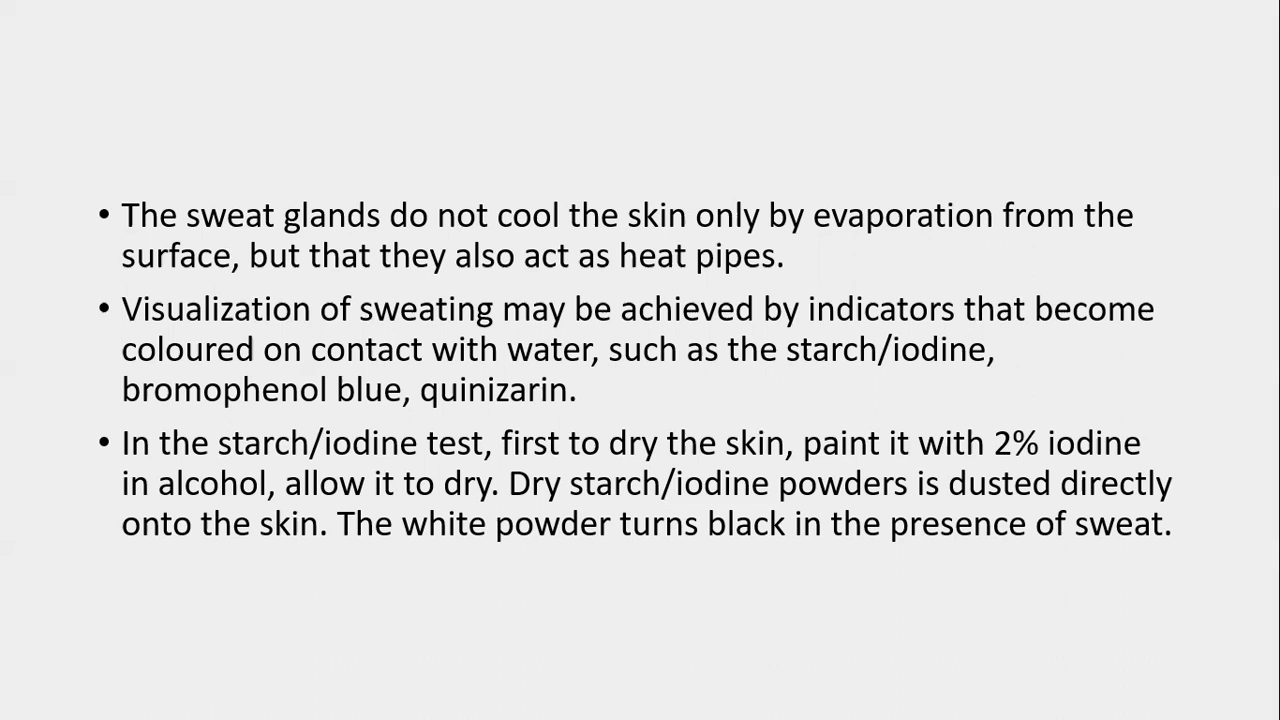 • The sweat glands do not cool the skin only by evaporation from the
surface, but that they also act as heat pipes.
• Visualization of sweating may be achieved by indicators that become
coloured on contact with water, such as the starch/iodine,
bromophenol blue, quinizarin.
• In the starch/iodine test, first to dry the skin, paint it with 2% iodine
in alcohol, allow it to dry. Dry starch/iodine powders is dusted directly
onto the skin. The white powder turns black in the presence of sweat.